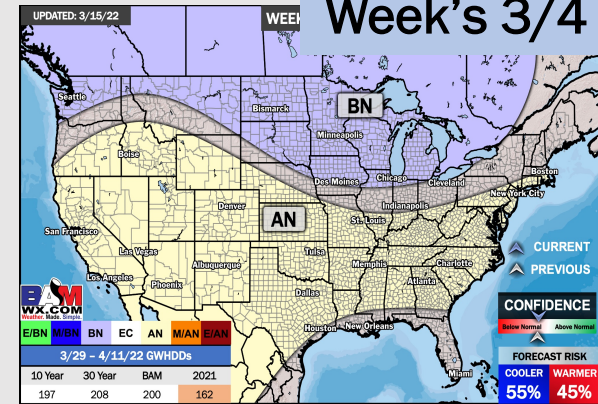 UPDATED: 3/15/22
WEEK
Week's 3/4
Seattle
Bismarck
BN
Minneapolis
Boise
Boston
Des Moines
Chicago
Cleveland
New York City
Indianapolis
Denver
AN
St. Louis
San Francisco
Las Vegas
Tulsa
Memphis
Charlotte
Albuquerque
Los Angeles
Phoenix
Atlanta
Dallas
Houston
New Orleans
Miami
CURRENT
PREVIOUS
BAM
WX.COM
Weather. Made. Simple.
E/BN M/BN BN EC AN M/AN E/AN
3/29 – 4/11/22 GWHDDs
10 Year 30 Year BAM 2021
197 208 200 162
CONFIDENCE
Below Normal Above Normal
FORECAST RISK
COOLER WARMER
55% 45%